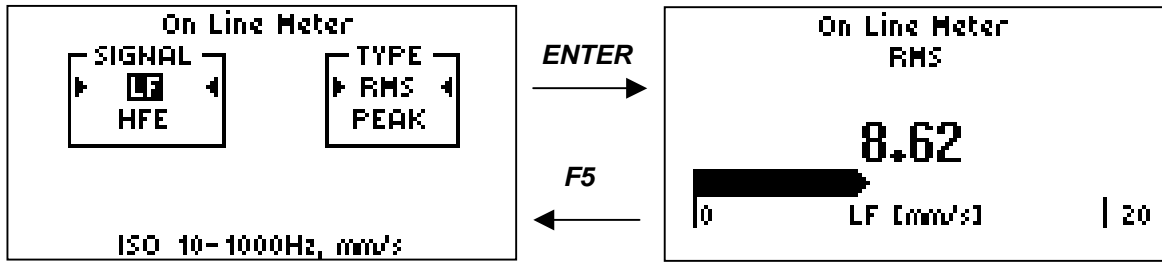 On Line Meter
SIGNAL TYPE
LF RMS
HFE PEAK
ISO 10-1000Hz, mm/s
ENTER
F5
On Line Meter
RMS
8.62
0 LF [mm/s] 20